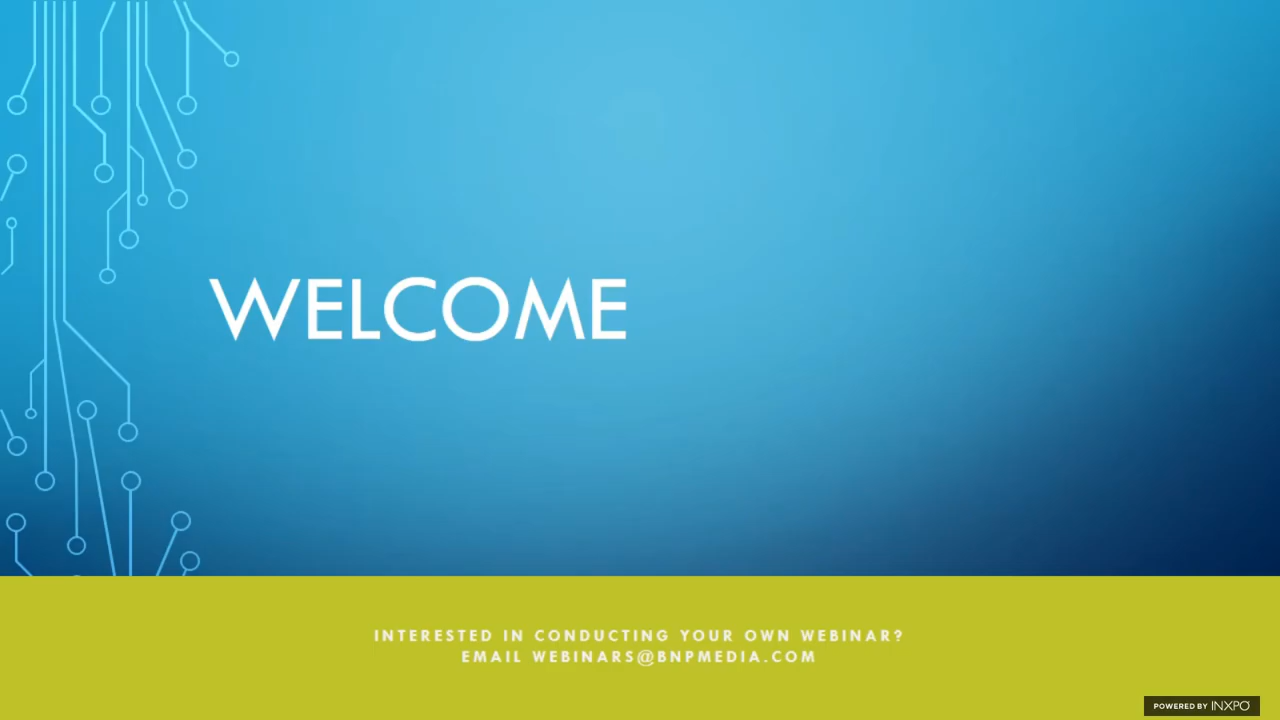 WELCOME
INTERESTED IN CONDUCTING YOUR OWN WEBINAR?
EMAIL WEBINARS@BNPMEDIA.COM
POWERED BY INXPO